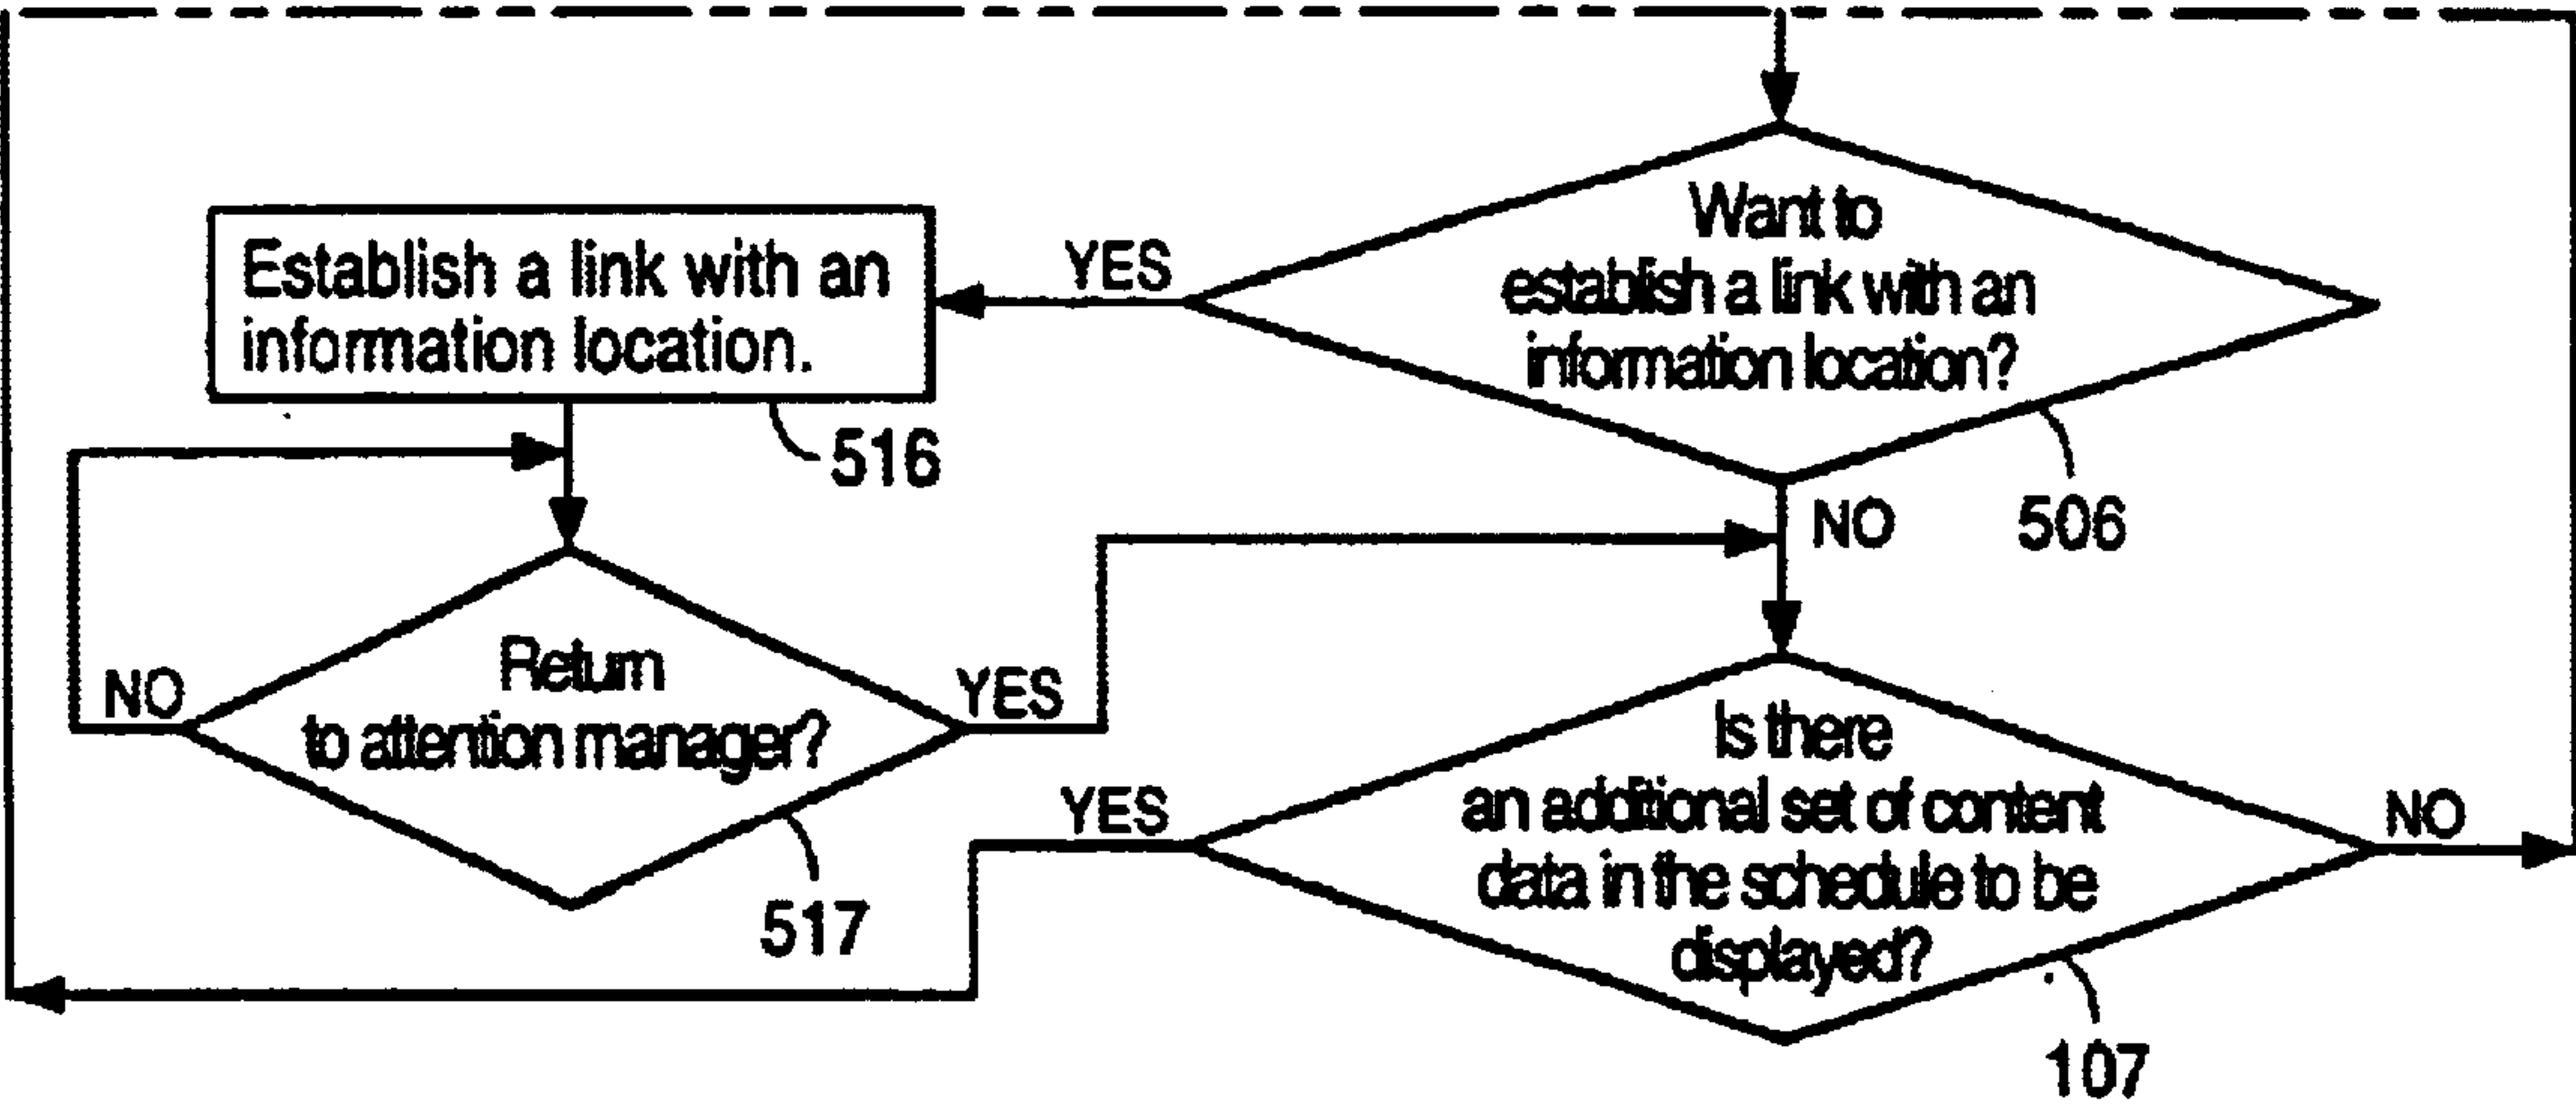 Want to
establish a link with an
information location?
YES
Establish a link with an
information location.
516
506
NO
Return
to attention manager?
NO
YES
517
Is there
an additional set of content
data in the schedule to be
displayed?
YES
NO
107